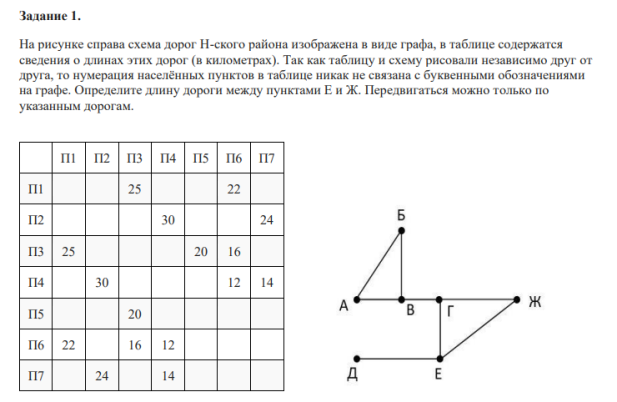 Задание 1.
На рисунке справа схема дорог Н-ского района изображена в виде графа, в таблице содержатся
сведения о длинах этих дорог (в километрах). Так как таблицу и схему рисовали независимо друг от
друга, то нумерация населённых пунктов в таблице никак не связана с буквенными обозначениями
на графе. Определите длину дороги между пунктами Е и Ж. Передвигаться можно только по
указанным дорогам.
П1 П2 П3 П4 П5 П6 П7
П1 25 22
П2 30 24
П3 25 20 16
П4 30 12 14
П5 20
П6 22 16 12
П7 24 14
Б
А В Г Ж
Д Е